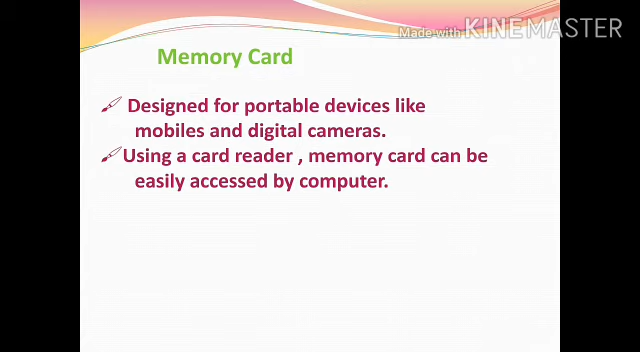 Made with KINEMASTER
Memory Card
Designed for portable devices like
mobiles and digital cameras.
Using a card reader , memory card can be
easily accessed by computer.